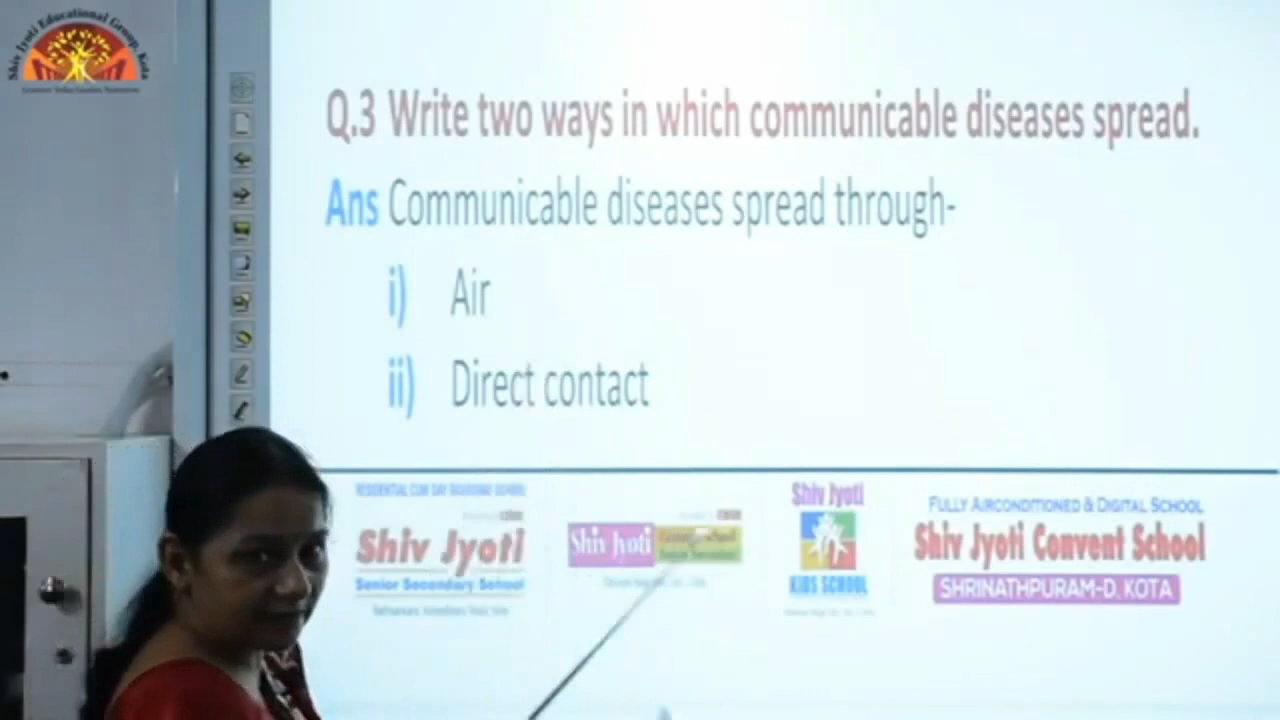 Shiv Jyoti Educational Group, Kota
Q.3 Write two ways in which communicable diseases spread.
Ans Communicable diseases spread through-
i) Air
ii) Direct contact
RESIDENTIAL CUM DAY BOARDING SCHOOL
Shiv Jyoti
Senior Secondary School
Shiv Jyoti
Shiv Jyoti
KIDS SCHOOL
FULLY AIRCONDITIONED & DIGITAL SCHOOL
Shiv Jyoti Convent School
SHRINATHPURAM-D, KOTA